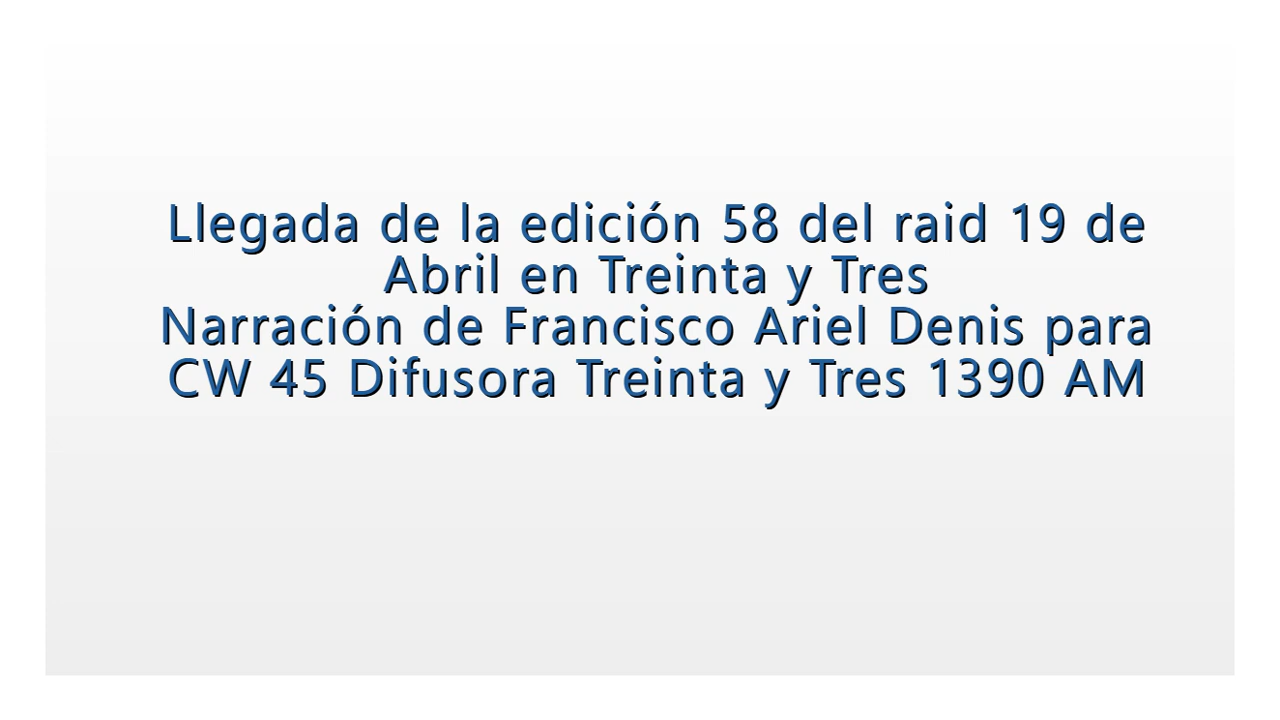 Llegada de la edición 58 del raid 19 de
Abril en Treinta y Tres
Narración de Francisco Ariel Denis para
CW 45 Difusora Treinta y Tres 1390 AM